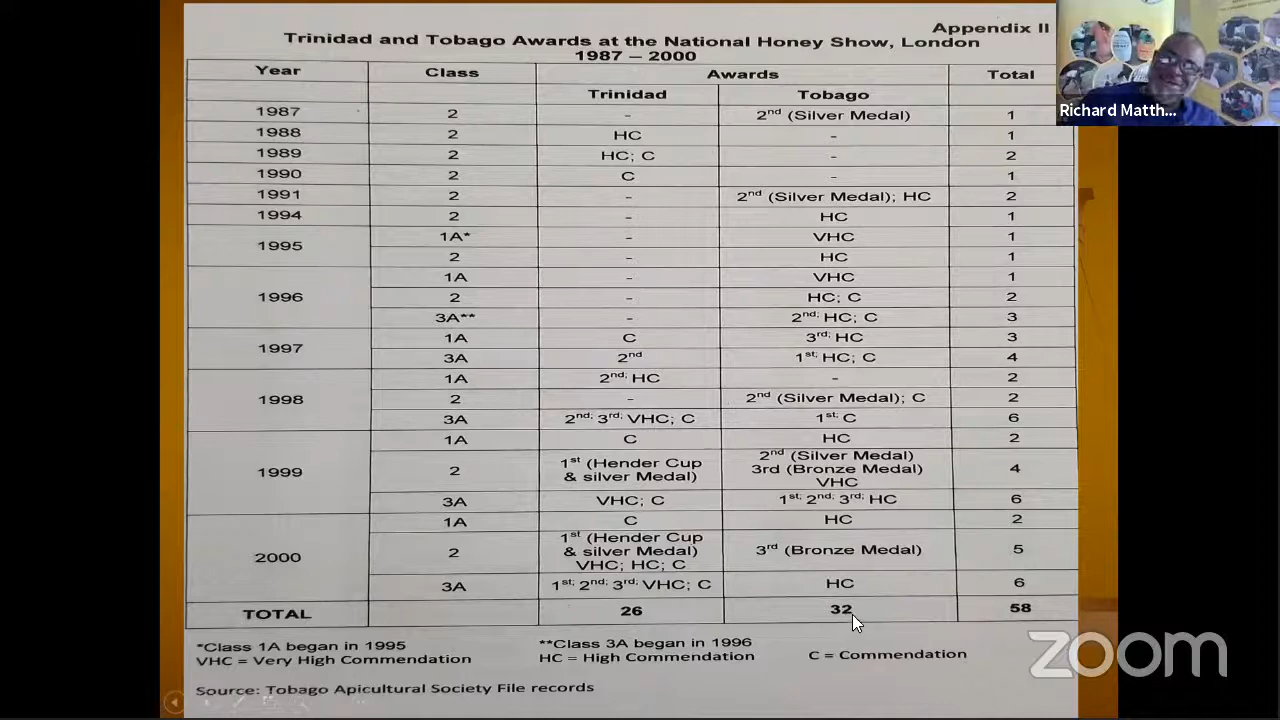 Appendix II
Trinidad and Tobago Awards at the National Honey Show, London
1987 – 2000
Year Class Awards Total
Trinidad Tobago
1987 2 - 2nd (Silver Medal) 1
1988 2 HC - 1
1989 2 HC; C - 2
1990 2 C - 1
1991 2 - 2nd (Silver Medal); HC 2
1994 2 - HC 1
1995 1A* - VHC 1
2 - HC 1
1996 1A - VHC 1
2 - HC; C 2
3A** - 2nd; HC; C 3
1997 1A C 3rd; HC 3
3A 2nd 1st; HC; C 4
1998 1A 2nd; HC - 2
2 - 2nd (Silver Medal); C 2
3A 2nd; 3rd; VHC; C 1st; C 6
1999 1A C HC 2
2 1st (Hender Cup & silver Medal) 2nd (Silver Medal) 3rd (Bronze Medal) VHC 4
3A VHC; C 1st; 2nd; 3rd; HC 6
2000 1A C HC 2
2 1st (Hender Cup & silver Medal) VHC; HC; C 3rd (Bronze Medal) 5
3A 1st; 2nd; 3rd; VHC; C HC 6
TOTAL 26 32 58
*Class 1A began in 1995 **Class 3A began in 1996
VHC = Very High Commendation HC = High Commendation C = Commendation
Source: Tobago Apicultural Society File records
Richard Matth...
zoom